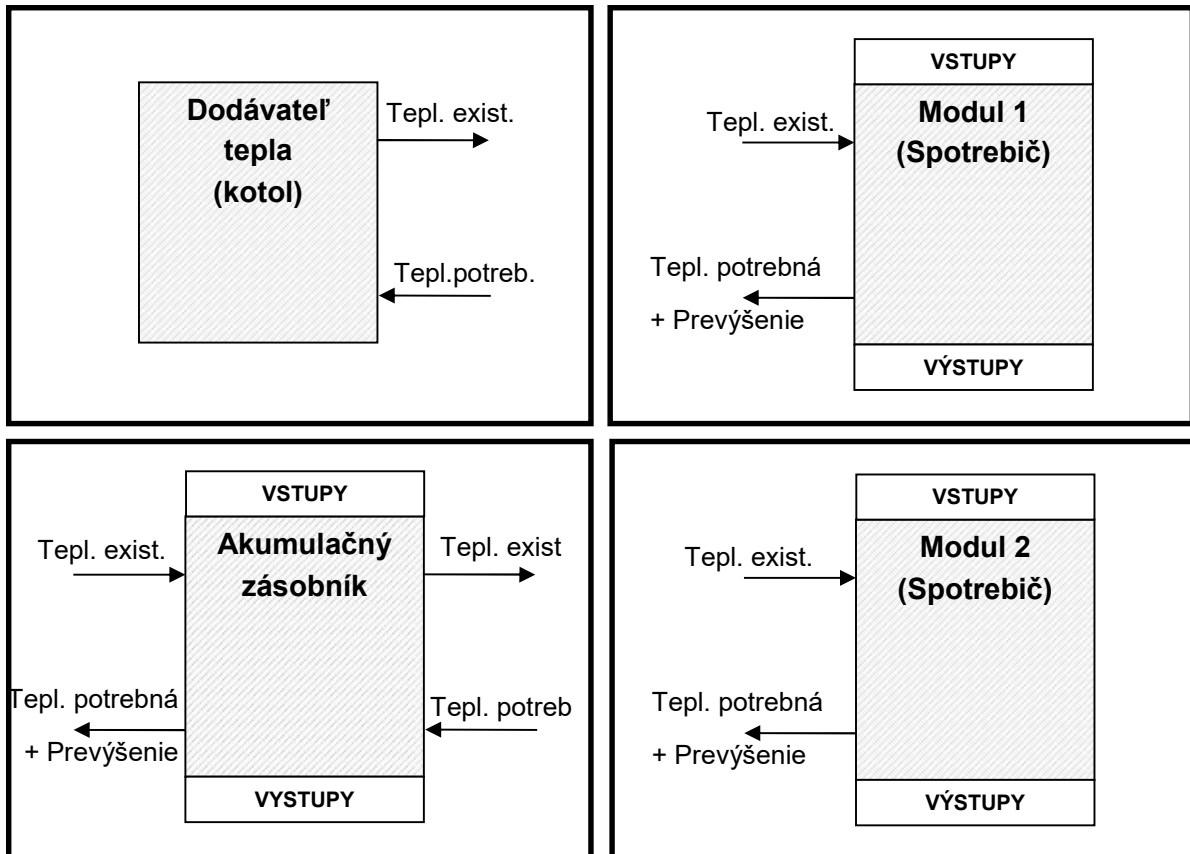 Dodávateľ
tepla
(kotol)
Tepl. exist.
Tepl.potreb.
VSTUPY
Modul 1
(Spotrebič)
Tepl. exist.
Tepl. potrebná
+ Prevýšenie
VÝSTUPY
VSTUPY
Akumulačný
zásobník
Tepl. exist.
Tepl. exist
Tepl. potrebná
+ Prevýšenie
Tepl. potreb
VYSTUPY
VSTUPY
Modul 2
(Spotrebič)
Tepl. exist.
Tepl. potrebná
+ Prevýšenie
VÝSTUPY